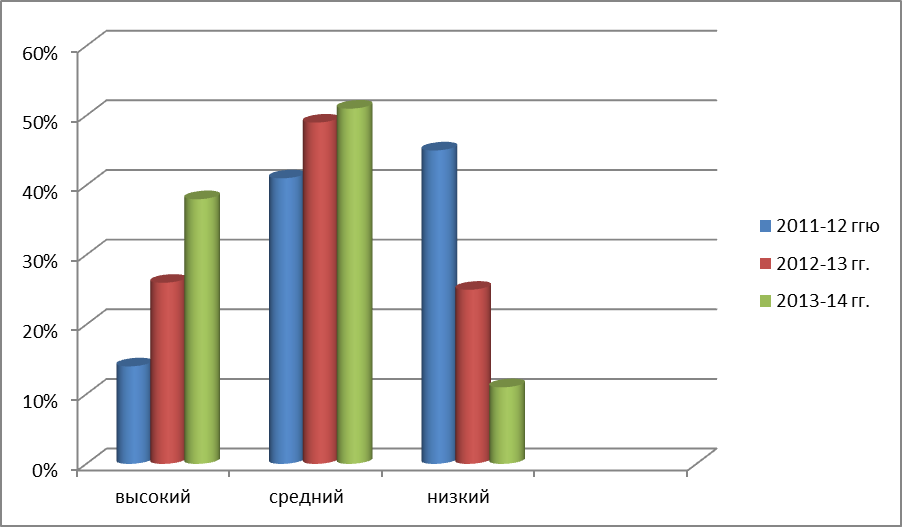 60%
50%
40%
30%
20%
10%
0%
высокий
средний
низкий
2011-12 ггю
2012-13 гг.
2013-14 гг.